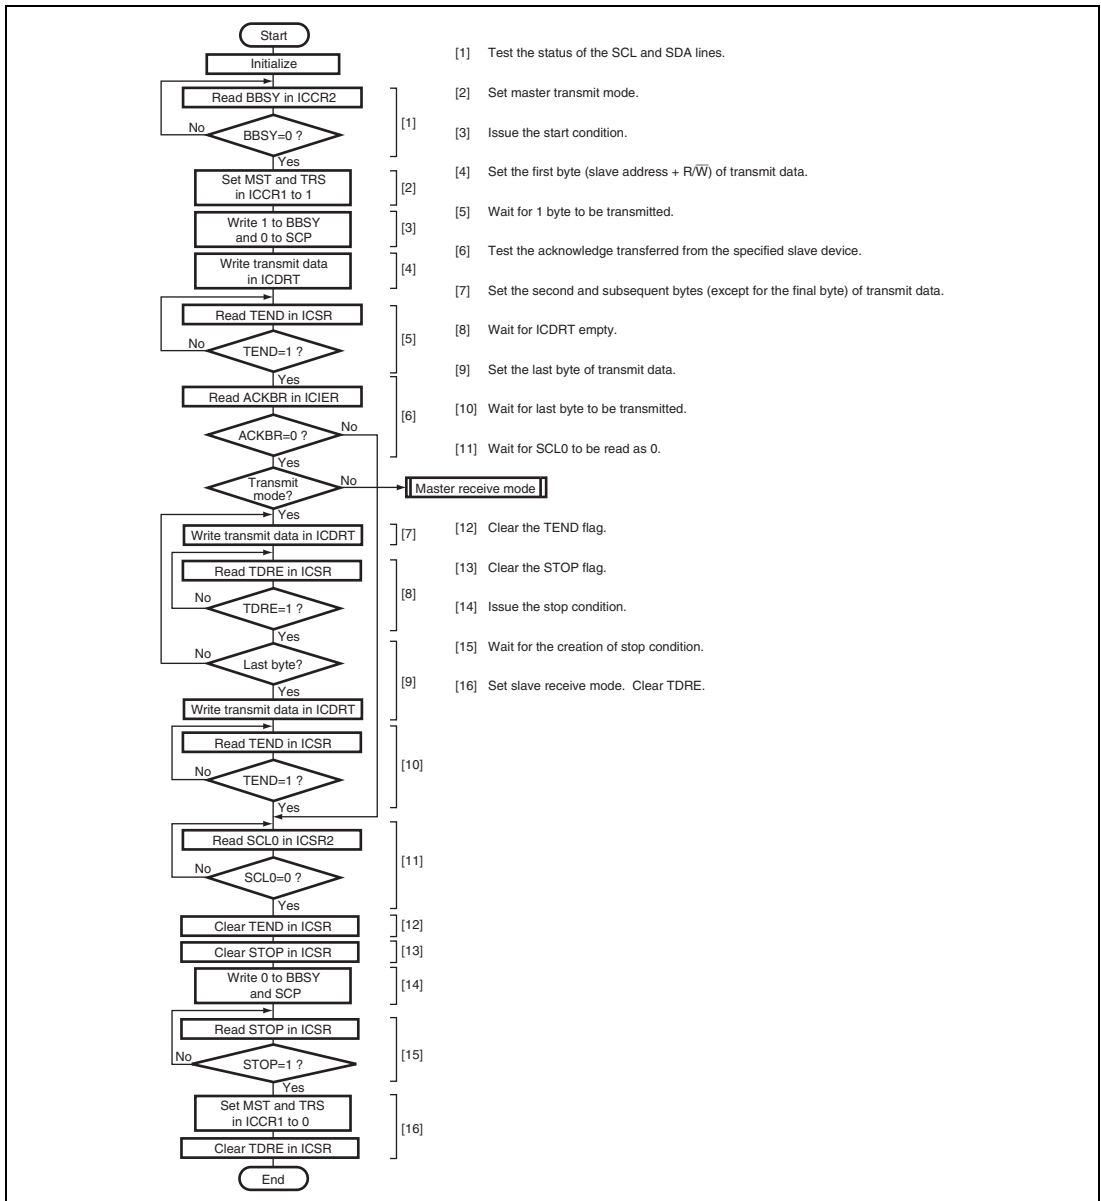 Start
Initialize
Read BBSY in ICCR2
BBSY=0 ?
No
Yes
[1]
Set MST and TRS
in ICCR1 to 1
[2]
Write 1 to BBSY
and 0 to SCP
[3]
Write transmit data
in ICDRT
[4]
Read TEND in ICSR
No
TEND=1 ?
Yes
[5]
Read ACKBR in ICIER
ACKBR=0 ?
No
Yes
[6]
Transmit
mode?
No
Master receive mode
Yes
Write transmit data in ICDRT
[7]
Read TDRE in ICSR
No
TDRE=1 ?
Yes
[8]
No
Last byte?
Yes
Write transmit data in ICDRT
[9]
Read TEND in ICSR
No
TEND=1 ?
Yes
[10]
Read SCL0 in ICSR2
No
SCL0=0 ?
Yes
[11]
Clear TEND in ICSR
[12]
Clear STOP in ICSR
[13]
Write 0 to BBSY
and SCP
[14]
Read STOP in ICSR
No
STOP=1 ?
Yes
[15]
Set MST and TRS
in ICCR1 to 0
Clear TDRE in ICSR
[16]
End
[1] Test the status of the SCL and SDA lines.
[2] Set master transmit mode.
[3] Issue the start condition.
[4] Set the first byte (slave address + R/W̅) of transmit data.
[5] Wait for 1 byte to be transmitted.
[6] Test the acknowledge transferred from the specified slave device.
[7] Set the second and subsequent bytes (except for the final byte) of transmit data.
[8] Wait for ICDRT empty.
[9] Set the last byte of transmit data.
[10] Wait for last byte to be transmitted.
[11] Wait for SCL0 to be read as 0.
[12] Clear the TEND flag.
[13] Clear the STOP flag.
[14] Issue the stop condition.
[15] Wait for the creation of stop condition.
[16] Set slave receive mode. Clear TDRE.